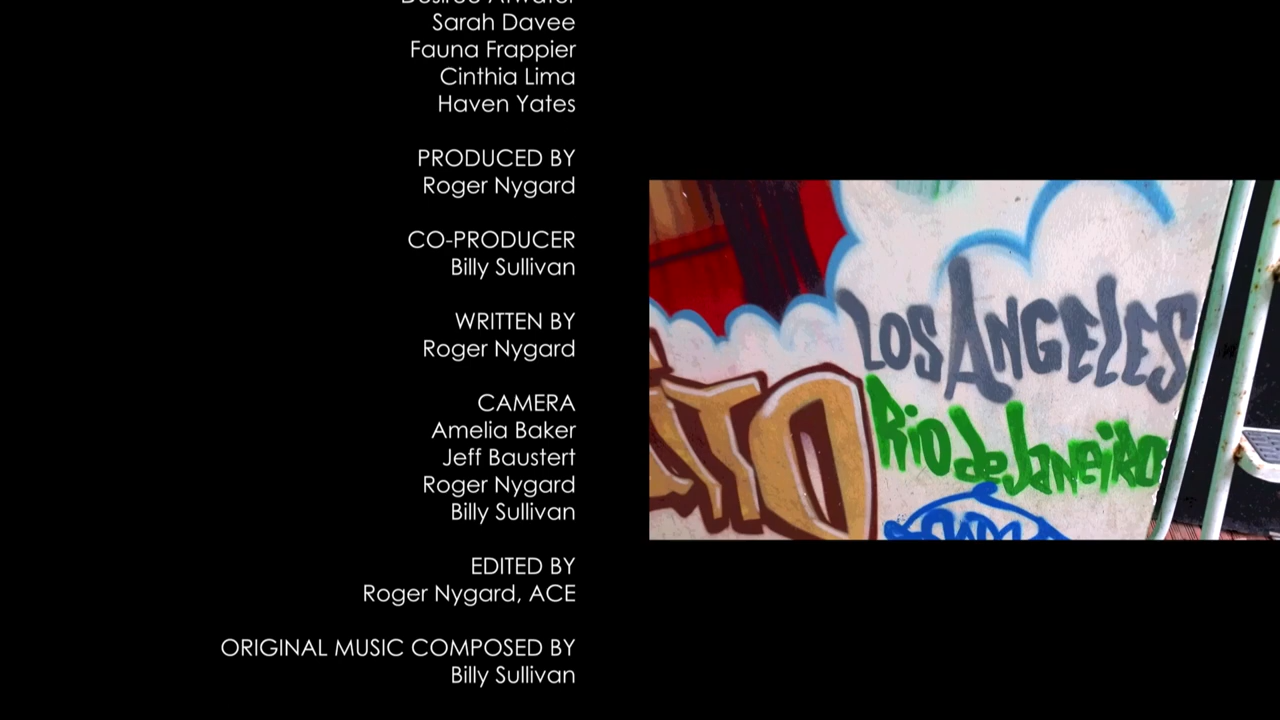 Sarah Davee
Fauna Frappier
Cinthia Lima
Haven Yates
PRODUCED BY
Roger Nygard
CO-PRODUCER
Billy Sullivan
WRITTEN BY
Roger Nygard
CAMERA
Amelia Baker
Jeff Baustert
Roger Nygard
Billy Sullivan
EDITED BY
Roger Nygard, ACE
ORIGINAL MUSIC COMPOSED BY
Billy Sullivan
LOS ANGELES
Rio de Janeiro